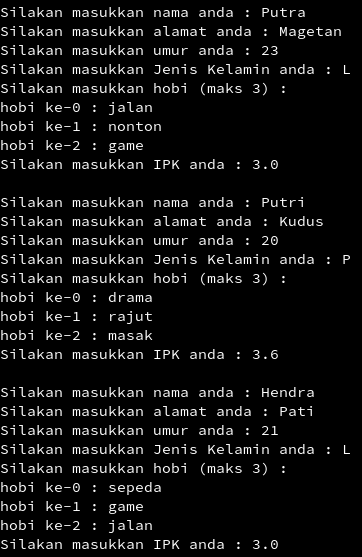 Silakan masukkan nama anda : Putra
Silakan masukkan alamat anda : Magetan
Silakan masukkan umur anda : 23
Silakan masukkan Jenis Kelamin anda : L
Silakan masukkan hobi (maks 3) :
hobi ke-0 : jalan
hobi ke-1 : nonton
hobi ke-2 : game
Silakan masukkan IPK anda : 3.0
Silakan masukkan nama anda : Putri
Silakan masukkan alamat anda : Kudus
Silakan masukkan umur anda : 20
Silakan masukkan Jenis Kelamin anda : P
Silakan masukkan hobi (maks 3) :
hobi ke-0 : drama
hobi ke-1 : rajut
hobi ke-2 : masak
Silakan masukkan IPK anda : 3.6
Silakan masukkan nama anda : Hendra
Silakan masukkan alamat anda : Pati
Silakan masukkan umur anda : 21
Silakan masukkan Jenis Kelamin anda : L
Silakan masukkan hobi (maks 3) :
hobi ke-0 : sepeda
hobi ke-1 : game
hobi ke-2 : jalan
Silakan masukkan IPK anda : 3.0